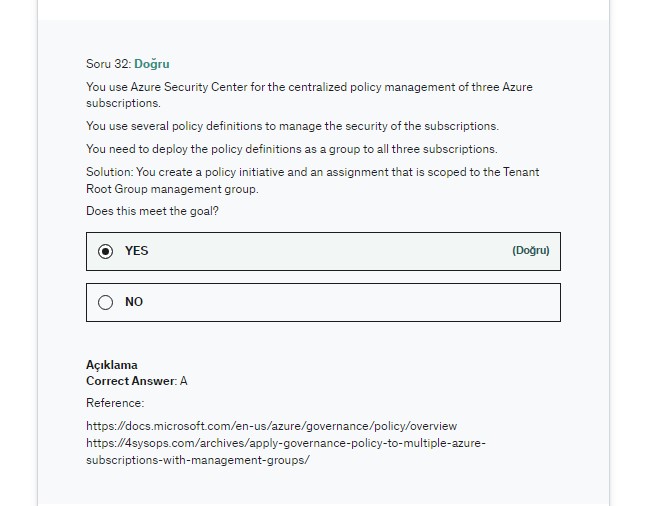 Soru 32: Doğru
You use Azure Security Center for the centralized policy management of three Azure
subscriptions.
You use several policy definitions to manage the security of the subscriptions.
You need to deploy the policy definitions as a group to all three subscriptions.
Solution: You create a policy initiative and an assignment that is scoped to the Tenant
Root Group management group.
Does this meet the goal?
YES (Doğru)
NO
Açıklama
Correct Answer: A
Reference:
https://docs.microsoft.com/en-us/azure/governance/policy/overview
https://4sysops.com/archives/apply-governance-policy-to-multiple-azure-
subscriptions-with-management-groups/